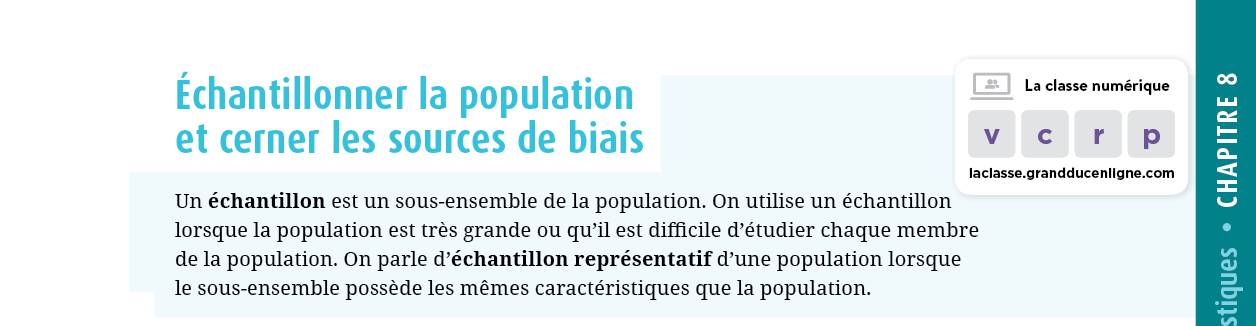 Échantillonner la population
et cerner les sources de biais
La classe numérique
v c r p
laclasse.grandducenligne.com
Un échantillon est un sous-ensemble de la population. On utilise un échantillon
lorsque la population est très grande ou qu’il est difficile d’étudier chaque membre
de la population. On parle d’échantillon représentatif d’une population lorsque
le sous-ensemble possède les mêmes caractéristiques que la population.
stiques • CHAPITRE 8